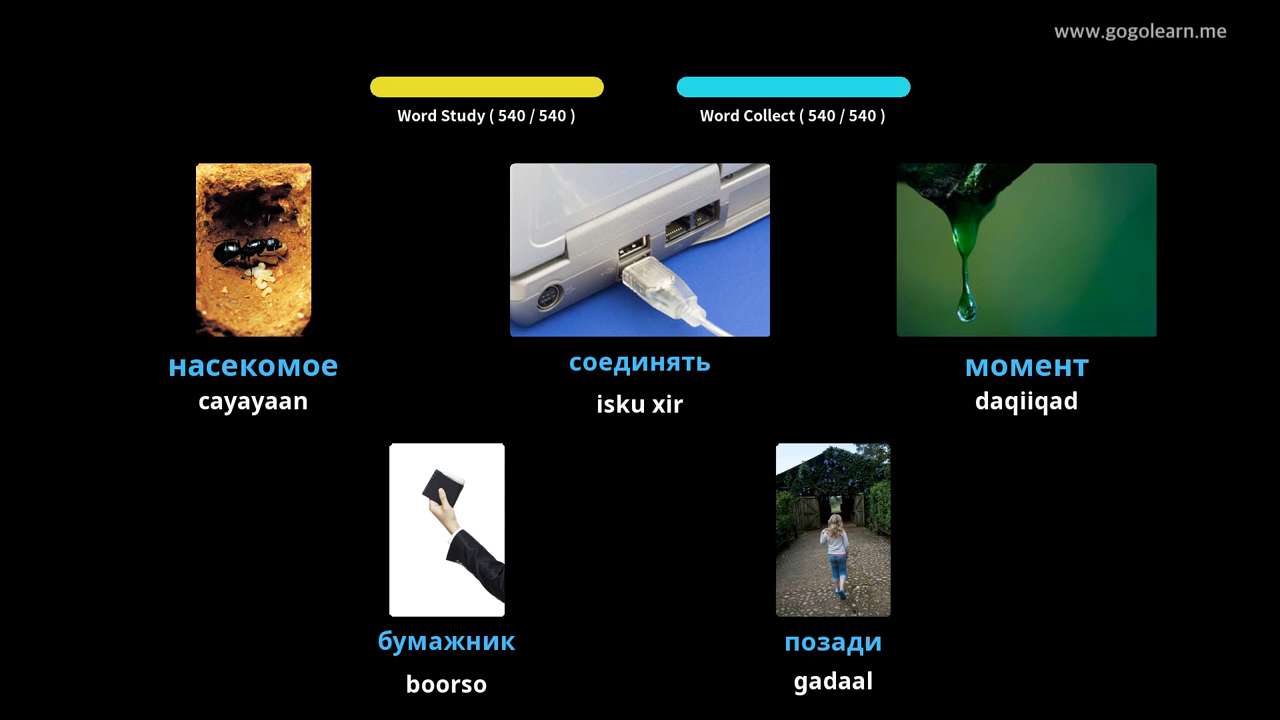 www.gogolearn.me
Word Study ( 540 / 540 )
Word Collect ( 540 / 540 )
насекомое
cayayaan
соединять
isku xir
момент
daqiiqad
бумажник
boorso
позади
gadaal